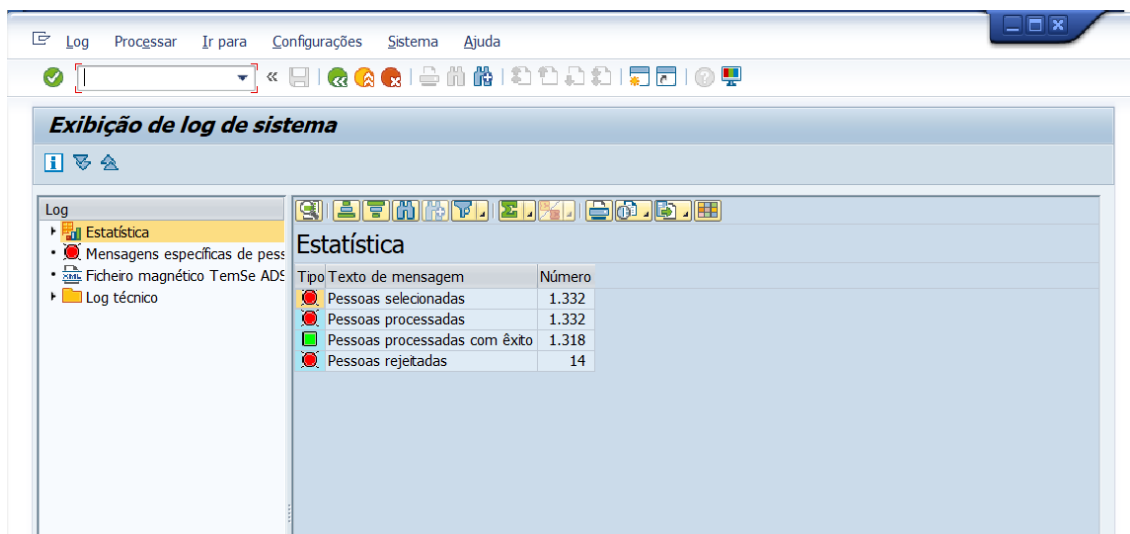 Log Processar Ir para Configurações Sistema Ajuda
Exibição de log de sistema
Log
Estatística
Mensagens específicas de pess
Ficheiro magnético TemSe ADS
Log técnico
Estatística
Tipo Texto de mensagem Número
Pessoas selecionadas 1.332
Pessoas processadas 1.332
Pessoas processadas com êxito 1.318
Pessoas rejeitadas 14